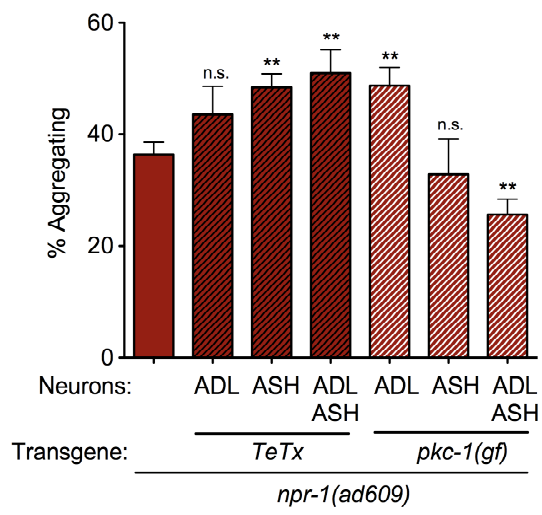 60
40
20
0
% Aggregating
n.s.
**
**
**
n.s.
**
Neurons: ADL ASH ADL ADL ASH ADL
ASH ASH
Transgene: TeTx pkc-1(gf)
npr-1(ad609)